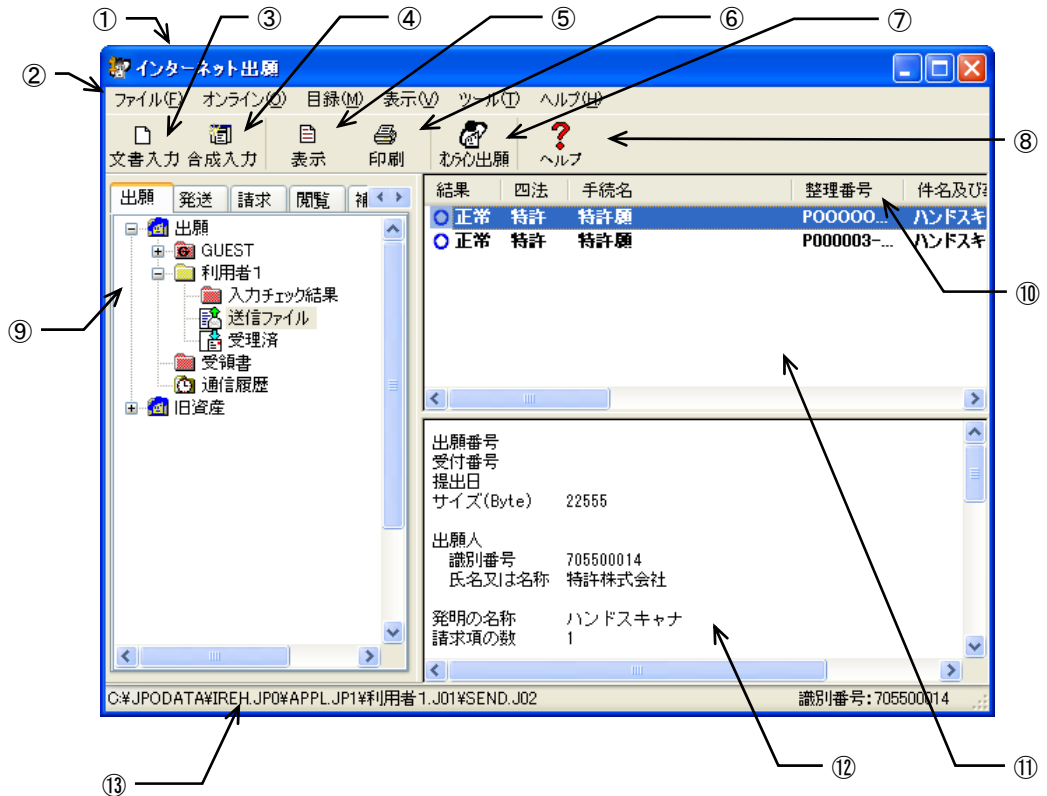 ① ③ ④ ⑤ ⑥ ⑦
② インターネット出願
ファイル(F) オンライン(O) 目録(M) 表示(V) ツール(T) ヘルプ(H)
文書入力 合成入力 表示 印刷 オンライン出願 ヘルプ ⑧
出願 発送 請求 閲覧 補
出願
GUEST
利用者1
入力チェック結果
送信ファイル
受理済
受領書
通信履歴
旧資産
⑨
結果 四法 手続名 整理番号 件名及び
正常 特許 特許願 P00000... ハンドスキ
正常 特許 特許願 P000003-... ハンドスキ
⑩
出願番号
受付番号
提出日
サイズ(Byte) 22555
出願人
識別番号 705500014
氏名又は名称 特許株式会社
発明の名称 ハンドスキャナ
請求項の数 1
C:¥JPODATA¥IREH.JP0¥APPL.JP1¥利用者1.J01¥SEND.J02 識別番号:705500014
⑬ ⑫ ⑪